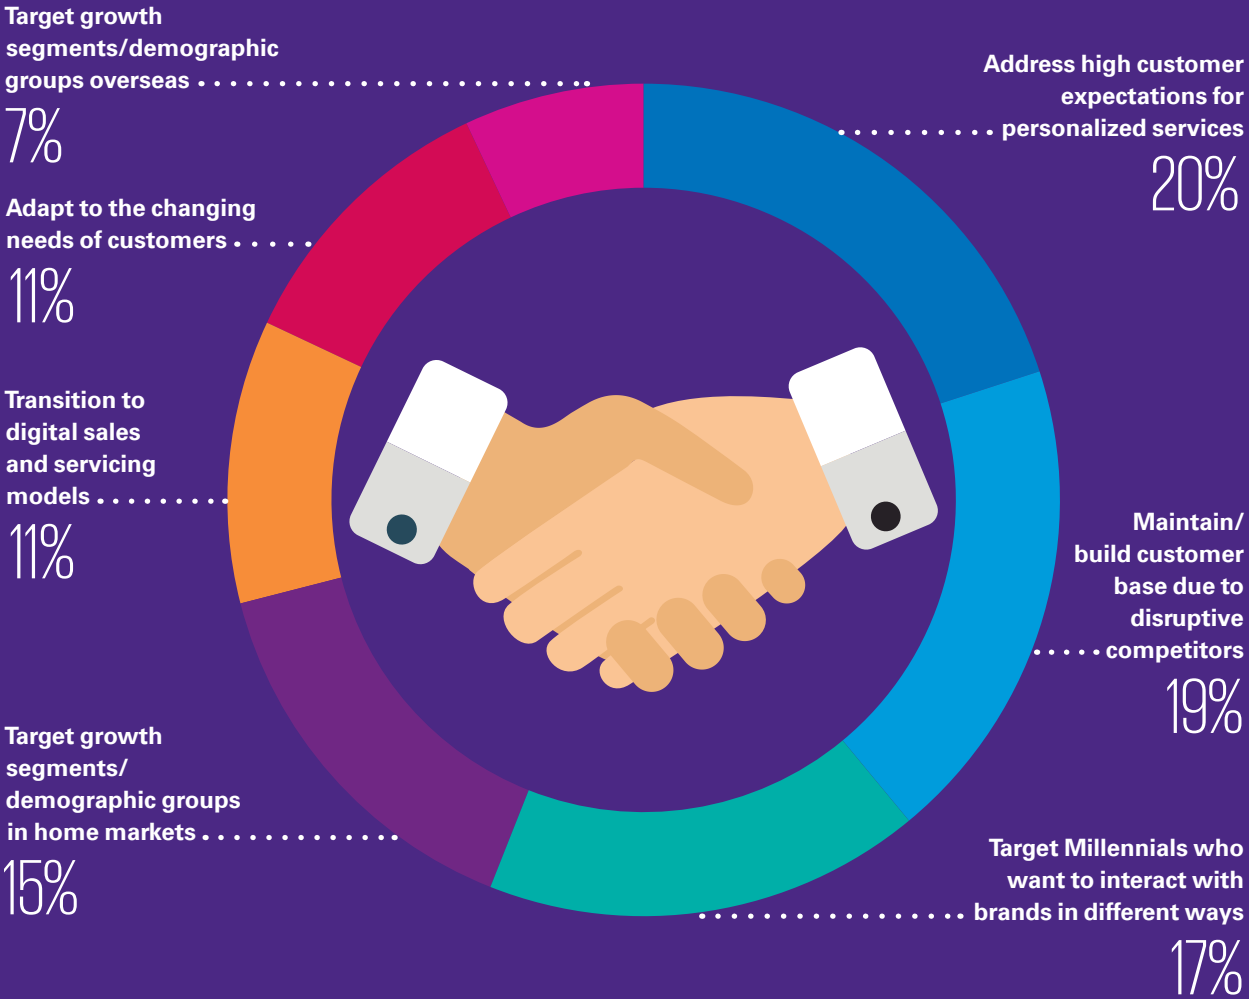 Target growth
segments/demographic
groups overseas
7%
Adapt to the changing
needs of customers
11%
Transition to
digital sales
and servicing
models
11%
Target growth
segments/
demographic groups
in home markets
15%
Address high customer
expectations for
personalized services
20%
Maintain/
build customer
base due to
disruptive
competitors
19%
Target Millennials who
want to interact with
brands in different ways
17%